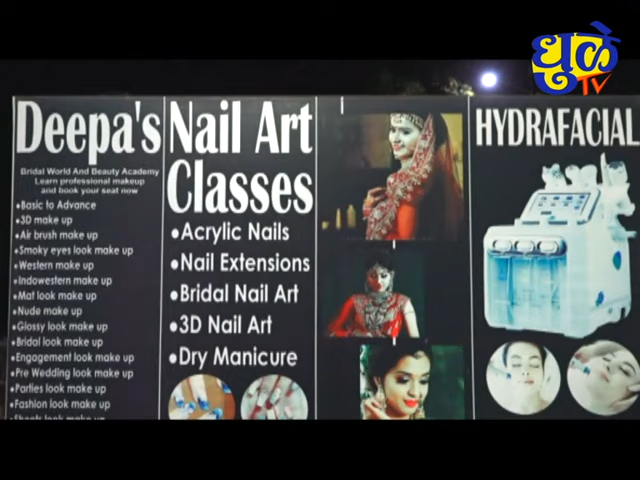 धुळे
TV
Deepa's
Bridal World And Beauty Academy
Learn professional makeup
and book your seat now
•Basic to Advance
•3D make up
•Air brush make up
•Smoky eyes look make up
•Western make up
•Indowestern make up
•Mat look make up
•Nude make up
•Glossy look make up
•Bridal look make up
•Engagement look make up
•Pre Wedding look make up
•Parties look make up
•Fashion look make up
look make up
Nail Art
Classes
•Acrylic Nails
•Nail Extensions
•Bridal Nail Art
•3D Nail Art
•Dry Manicure
HYDRAFACIAL